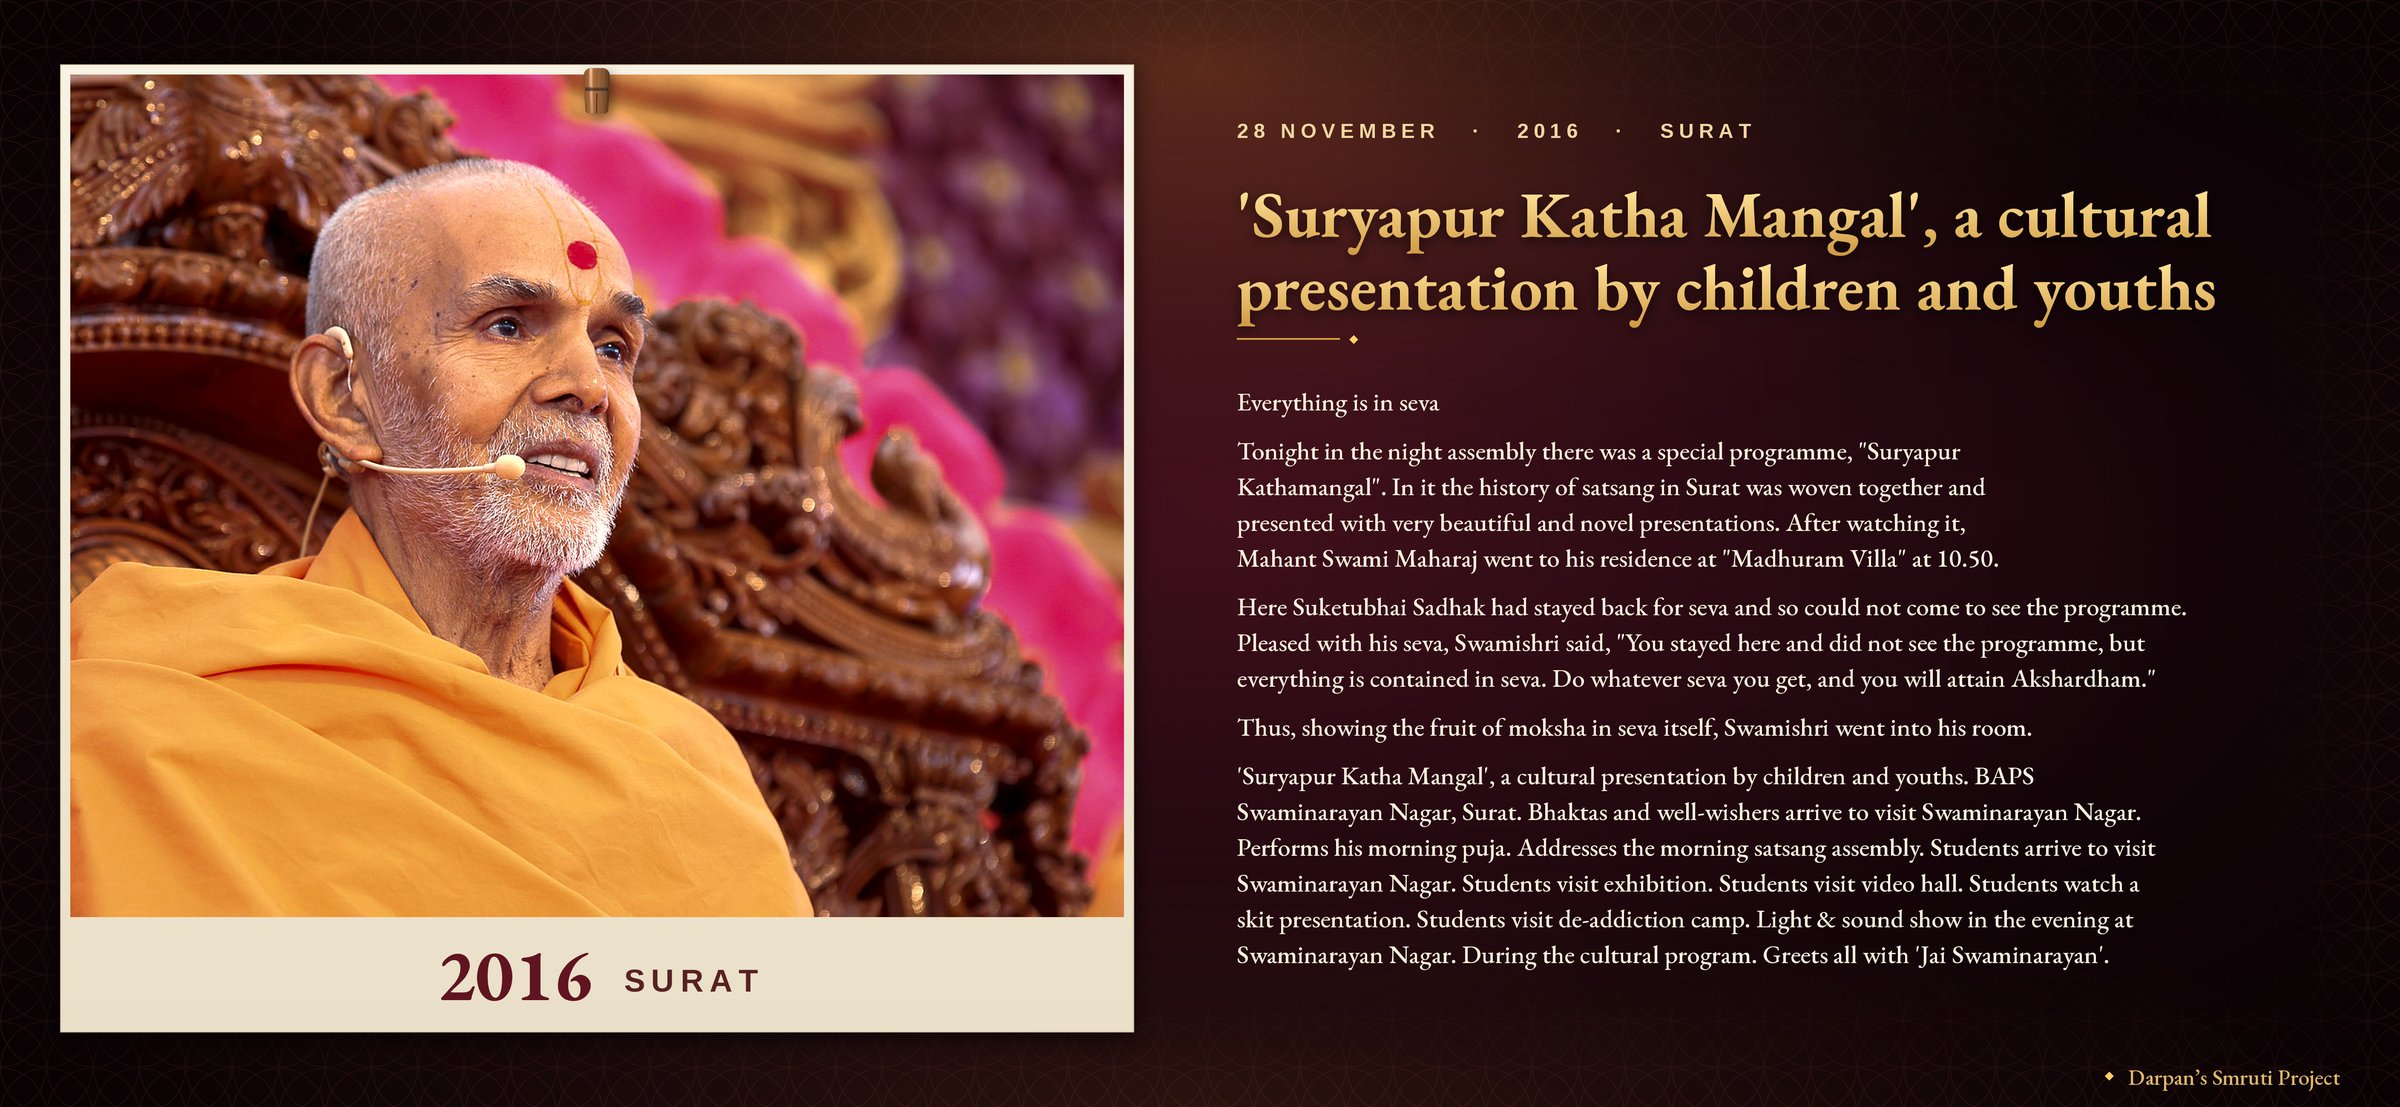 28 NOVEMBER · 2016 · SURAT
'Suryapur Katha Mangal', a cultural
presentation by children and youths
Everything is in seva
Tonight in the night assembly there was a special programme, "Suryapur
Kathamangal". In it the history of satsang in Surat was woven together and
presented with very beautiful and novel presentations. After watching it,
Mahant Swami Maharaj went to his residence at "Madhuram Villa" at 10.50.
Here Suketubhai Sadhak had stayed back for seva and so could not come to see the programme.
Pleased with his seva, Swamishri said, "You stayed here and did not see the programme, but
everything is contained in seva. Do whatever seva you get, and you will attain Akshardham."
Thus, showing the fruit of moksha in seva itself, Swamishri went into his room.
'Suryapur Katha Mangal', a cultural presentation by children and youths. BAPS
Swaminarayan Nagar, Surat. Bhaktas and well-wishers arrive to visit Swaminarayan Nagar.
Performs his morning puja. Addresses the morning satsang assembly. Students arrive to visit
Swaminarayan Nagar. Students visit exhibition. Students visit video hall. Students watch a
skit presentation. Students visit de-addiction camp. Light & sound show in the evening at
Swaminarayan Nagar. During the cultural program. Greets all with 'Jai Swaminarayan'.
2016 SURAT
Darpan’s Smruti Project